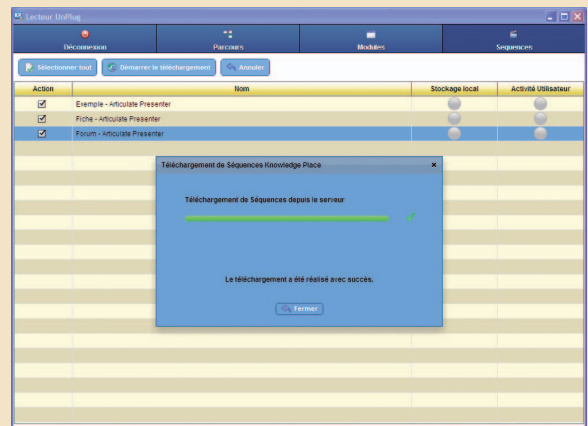 Lecteur UnPlug
Déconnexion Parcours Modules Sequences
Sélectionner tout Démarrer le téléchargement Annuler
Action Nom Stockage local Activité Utilisateur
Exemple - Articulate Presenter
Fiche - Articulate Presenter
Forum - Articulate Presenter
Téléchargement de Séquences Knowledge Place
Téléchargement de Séquences depuis le serveur
Le téléchargement a été réalisé avec succès.
Fermer